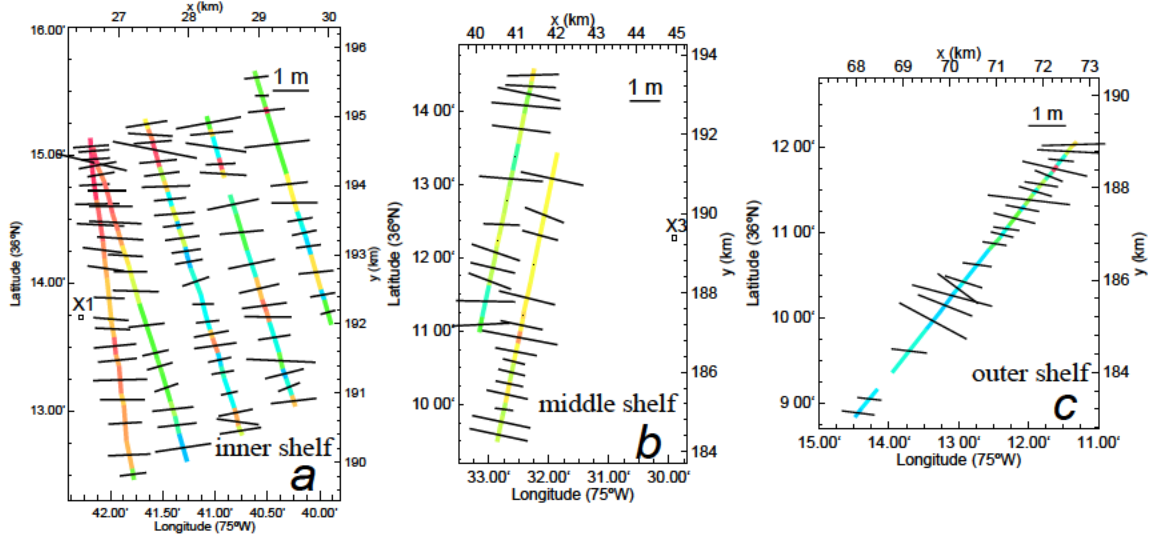 x (km)
27 28 29 30
16.00'
15.00'
14.00'
13.00'
Latitude (36ºN)
1 m
X1
inner shelf
a
196
195
194
193
192
191
190
y (km)
42.00' 41.50' 41.00' 40.50' 40.00'
Longitude (75ºW)
x (km)
40 41 42 43 44 45
14 00'
13 00'
12 00'
11 00'
10 00'
Latitude (36ºN)
1 m
X3
middle shelf
b
194
192
190
188
186
184
y (km)
33.00' 32.00' 31.00' 30.00'
Longitude (75ºW)
x (km)
68 69 70 71 72 73
12 00'
11 00'
10 00'
9 00'
Latitude (36ºN)
1 m
outer shelf
c
190
188
186
184
y (km)
15.00' 14.00' 13.00' 12.00' 11.00'
Longitude (75ºW)